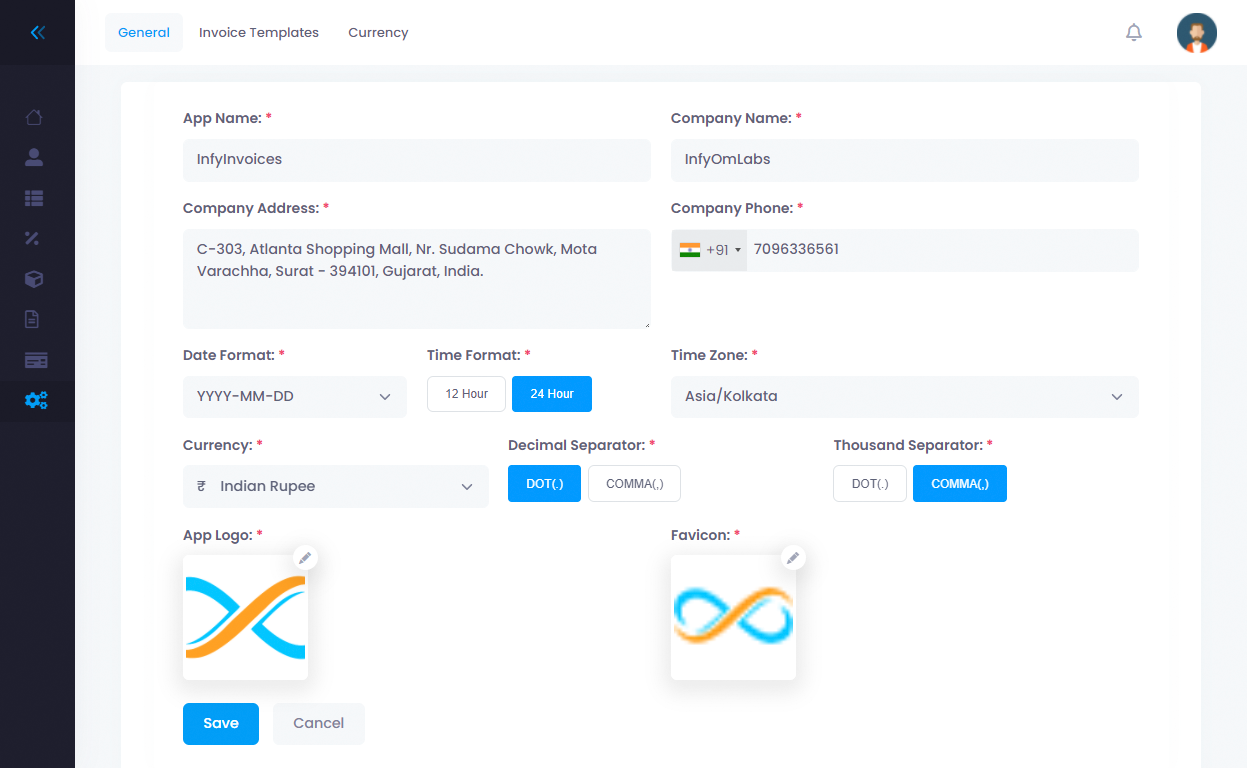 General Invoice Templates Currency
App Name: * Company Name: *
InfyInvoices InfyOmLabs
Company Address: * Company Phone: *
C-303, Atlanta Shopping Mall, Nr. Sudama Chowk, Mota
Varachha, Surat - 394101, Gujarat, India.
+91 7096336561
Date Format: * Time Format: * Time Zone: *
YYYY-MM-DD 12 Hour 24 Hour Asia/Kolkata
Currency: * Decimal Separator: * Thousand Separator: *
₹ Indian Rupee DOT(.) COMMA(,) DOT(.) COMMA(,)
App Logo: * Favicon: *
Save Cancel